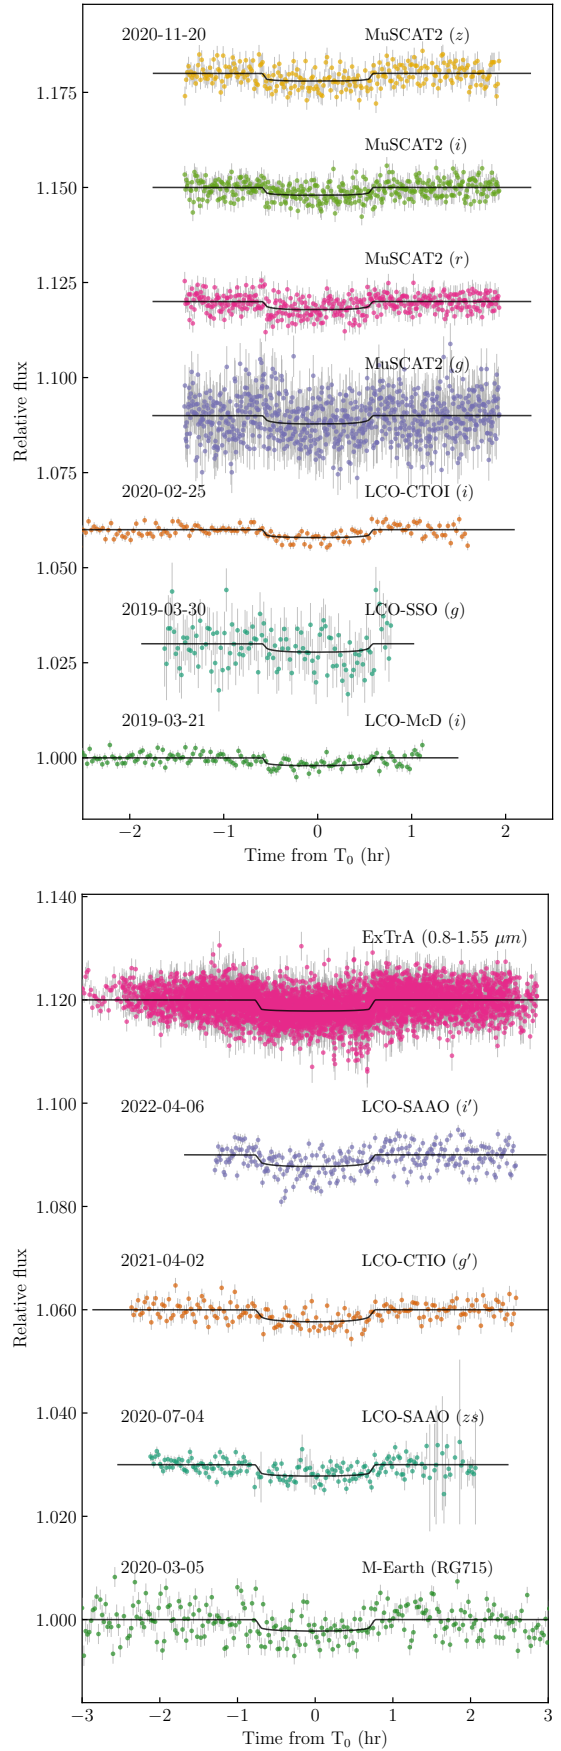 2020-11-20 MuSCAT2 (z)
1.175
MuSCAT2 (i)
1.150
MuSCAT2 (r)
1.125
MuSCAT2 (g)
1.100
Relative flux
1.075
2020-02-25 LCO-CTOI (i)
1.050
2019-03-30 LCO-SSO (g)
1.025
2019-03-21 LCO-McD (i)
1.000
−2 −1 0 1 2
Time from T0 (hr)
1.140
ExTrA (0.8-1.55 μm)
1.120
1.100
2022-04-06 LCO-SAAO (i′)
1.080
Relative flux
2021-04-02 LCO-CTIO (g′)
1.060
1.040
2020-07-04 LCO-SAAO (zs)
1.020
2020-03-05 M-Earth (RG715)
1.000
−3 −2 −1 0 1 2 3
Time from T0 (hr)